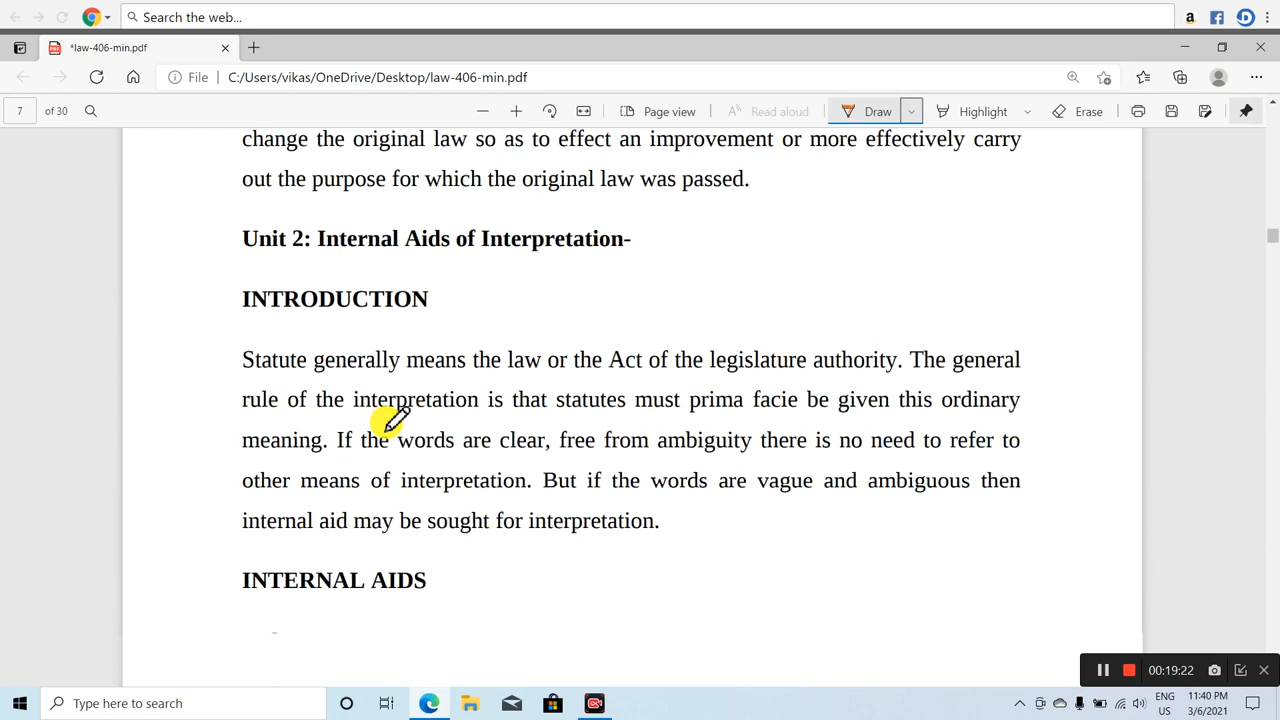 Search the web...
*law-406-min.pdf
File C:/Users/vikas/OneDrive/Desktop/law-406-min.pdf
7 of 30 Page view Read aloud Draw Highlight Erase
change the original law so as to effect an improvement or more effectively carry
out the purpose for which the original law was passed.
Unit 2: Internal Aids of Interpretation-
INTRODUCTION
Statute generally means the law or the Act of the legislature authority. The general
rule of the interpretation is that statutes must prima facie be given this ordinary
meaning. If the words are clear, free from ambiguity there is no need to refer to
other means of interpretation. But if the words are vague and ambiguous then
internal aid may be sought for interpretation.
INTERNAL AIDS
00:19:22
Type here to search
ENG
US
11:40 PM
3/6/2021